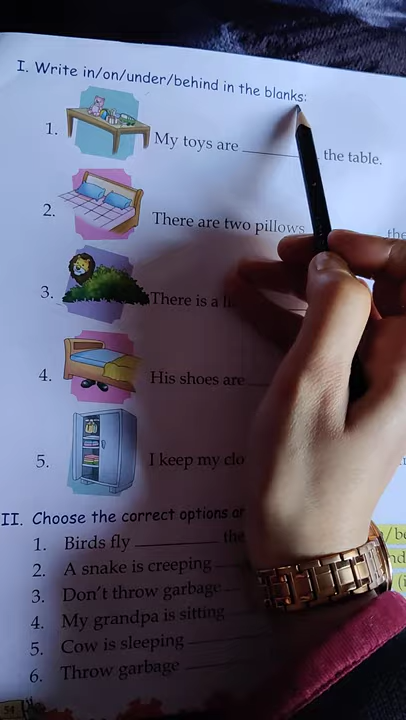 I. Write in/on/under/behind in the blanks:
1. My toys are ________ the table.
2. There are two pillows the
3. There is a
4. His shoes are
5. I keep my
II. Choose the correct options
1. Birds fly ________ the
2. A snake is creeping
3. Don't throw garbage
4. My grandpa is sitting
5. Cow is sleeping
6. Throw garbage
54